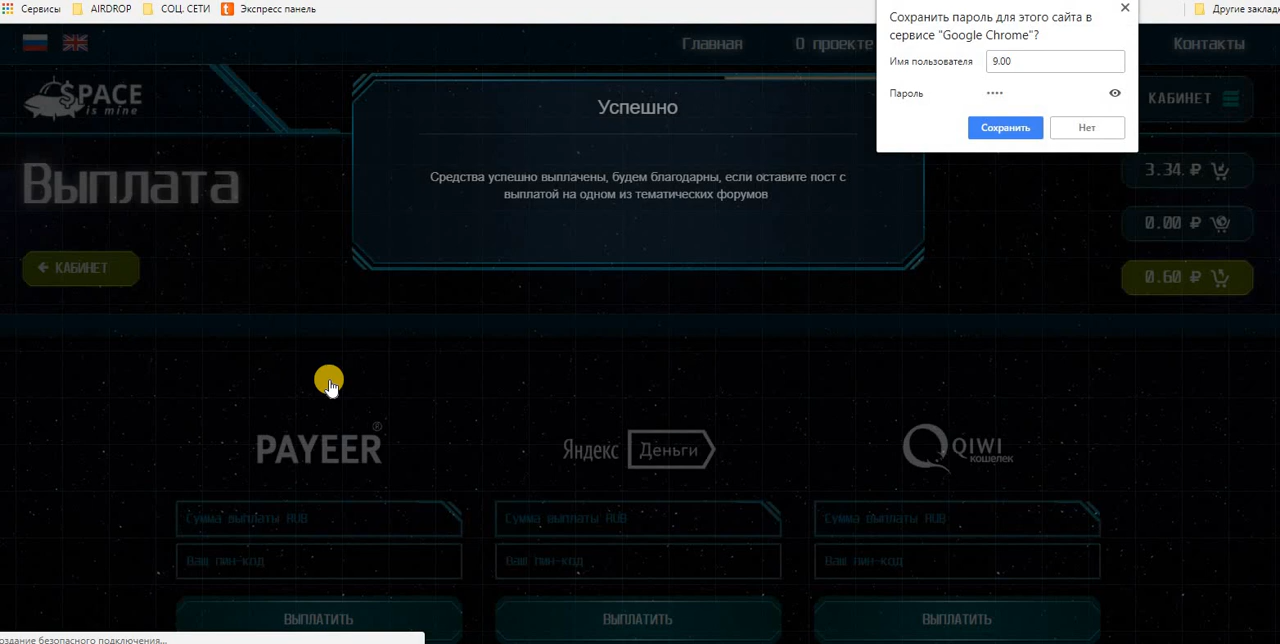 Сервисы AIRDROP СОЦ. СЕТИ Экспресс панель Другие заклад
Сохранить пароль для этого сайта в
сервисе "Google Chrome"?
Имя пользователя 9.00
Пароль ••••
Сохранить Нет
Главная О проекте Контакты
$PACE
is mine
КАБИНЕТ
Успешно
Средства успешно выплачены, будем благодарны, если оставите пост с
выплатой на одном из тематических форумов
Выплата
КАБИНЕТ
3.34 ₽
0.00 ₽
0.60 ₽
PAYEER®
Яндекс Деньги
QIWI
кошелек
Сумма выплаты RUB Сумма выплаты RUB Сумма выплаты RUB
Ваш пин-код Ваш пин-код Ваш пин-код
ВЫПЛАТИТЬ ВЫПЛАТИТЬ ВЫПЛАТИТЬ
оздание безопасного подключения...